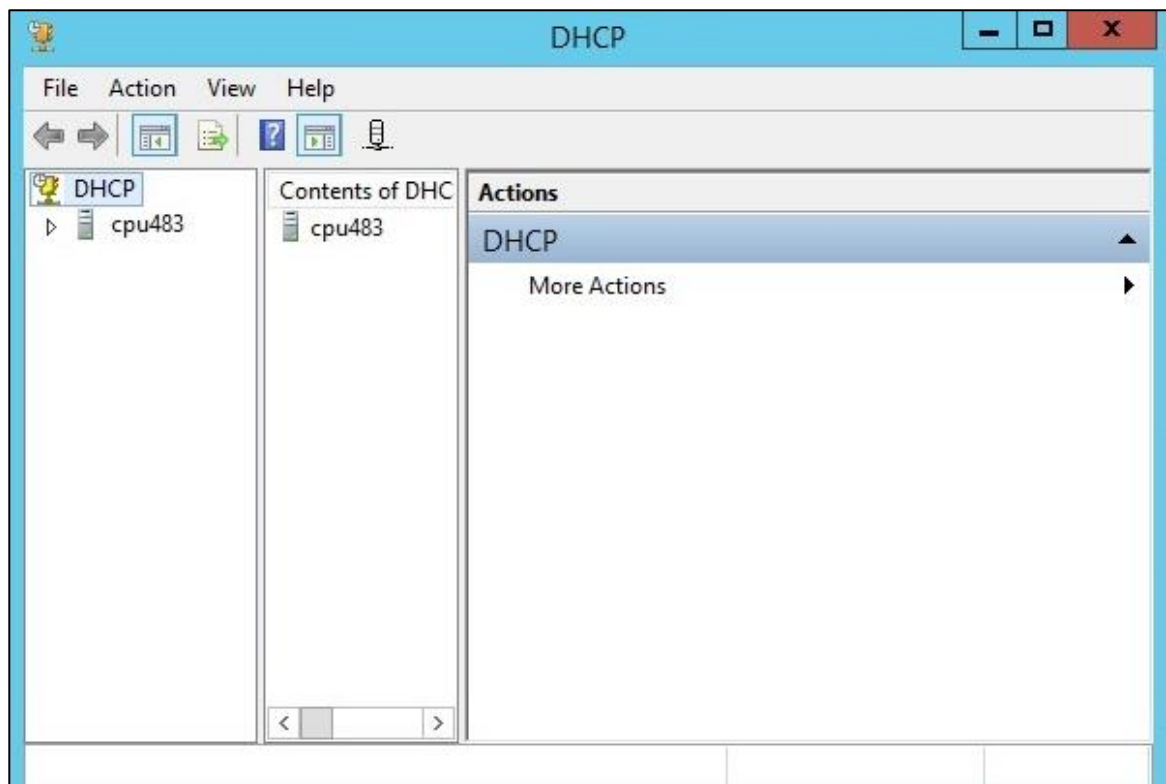 DHCP
File Action View Help
DHCP
cpu483
Contents of DHC
cpu483
Actions
DHCP
More Actions